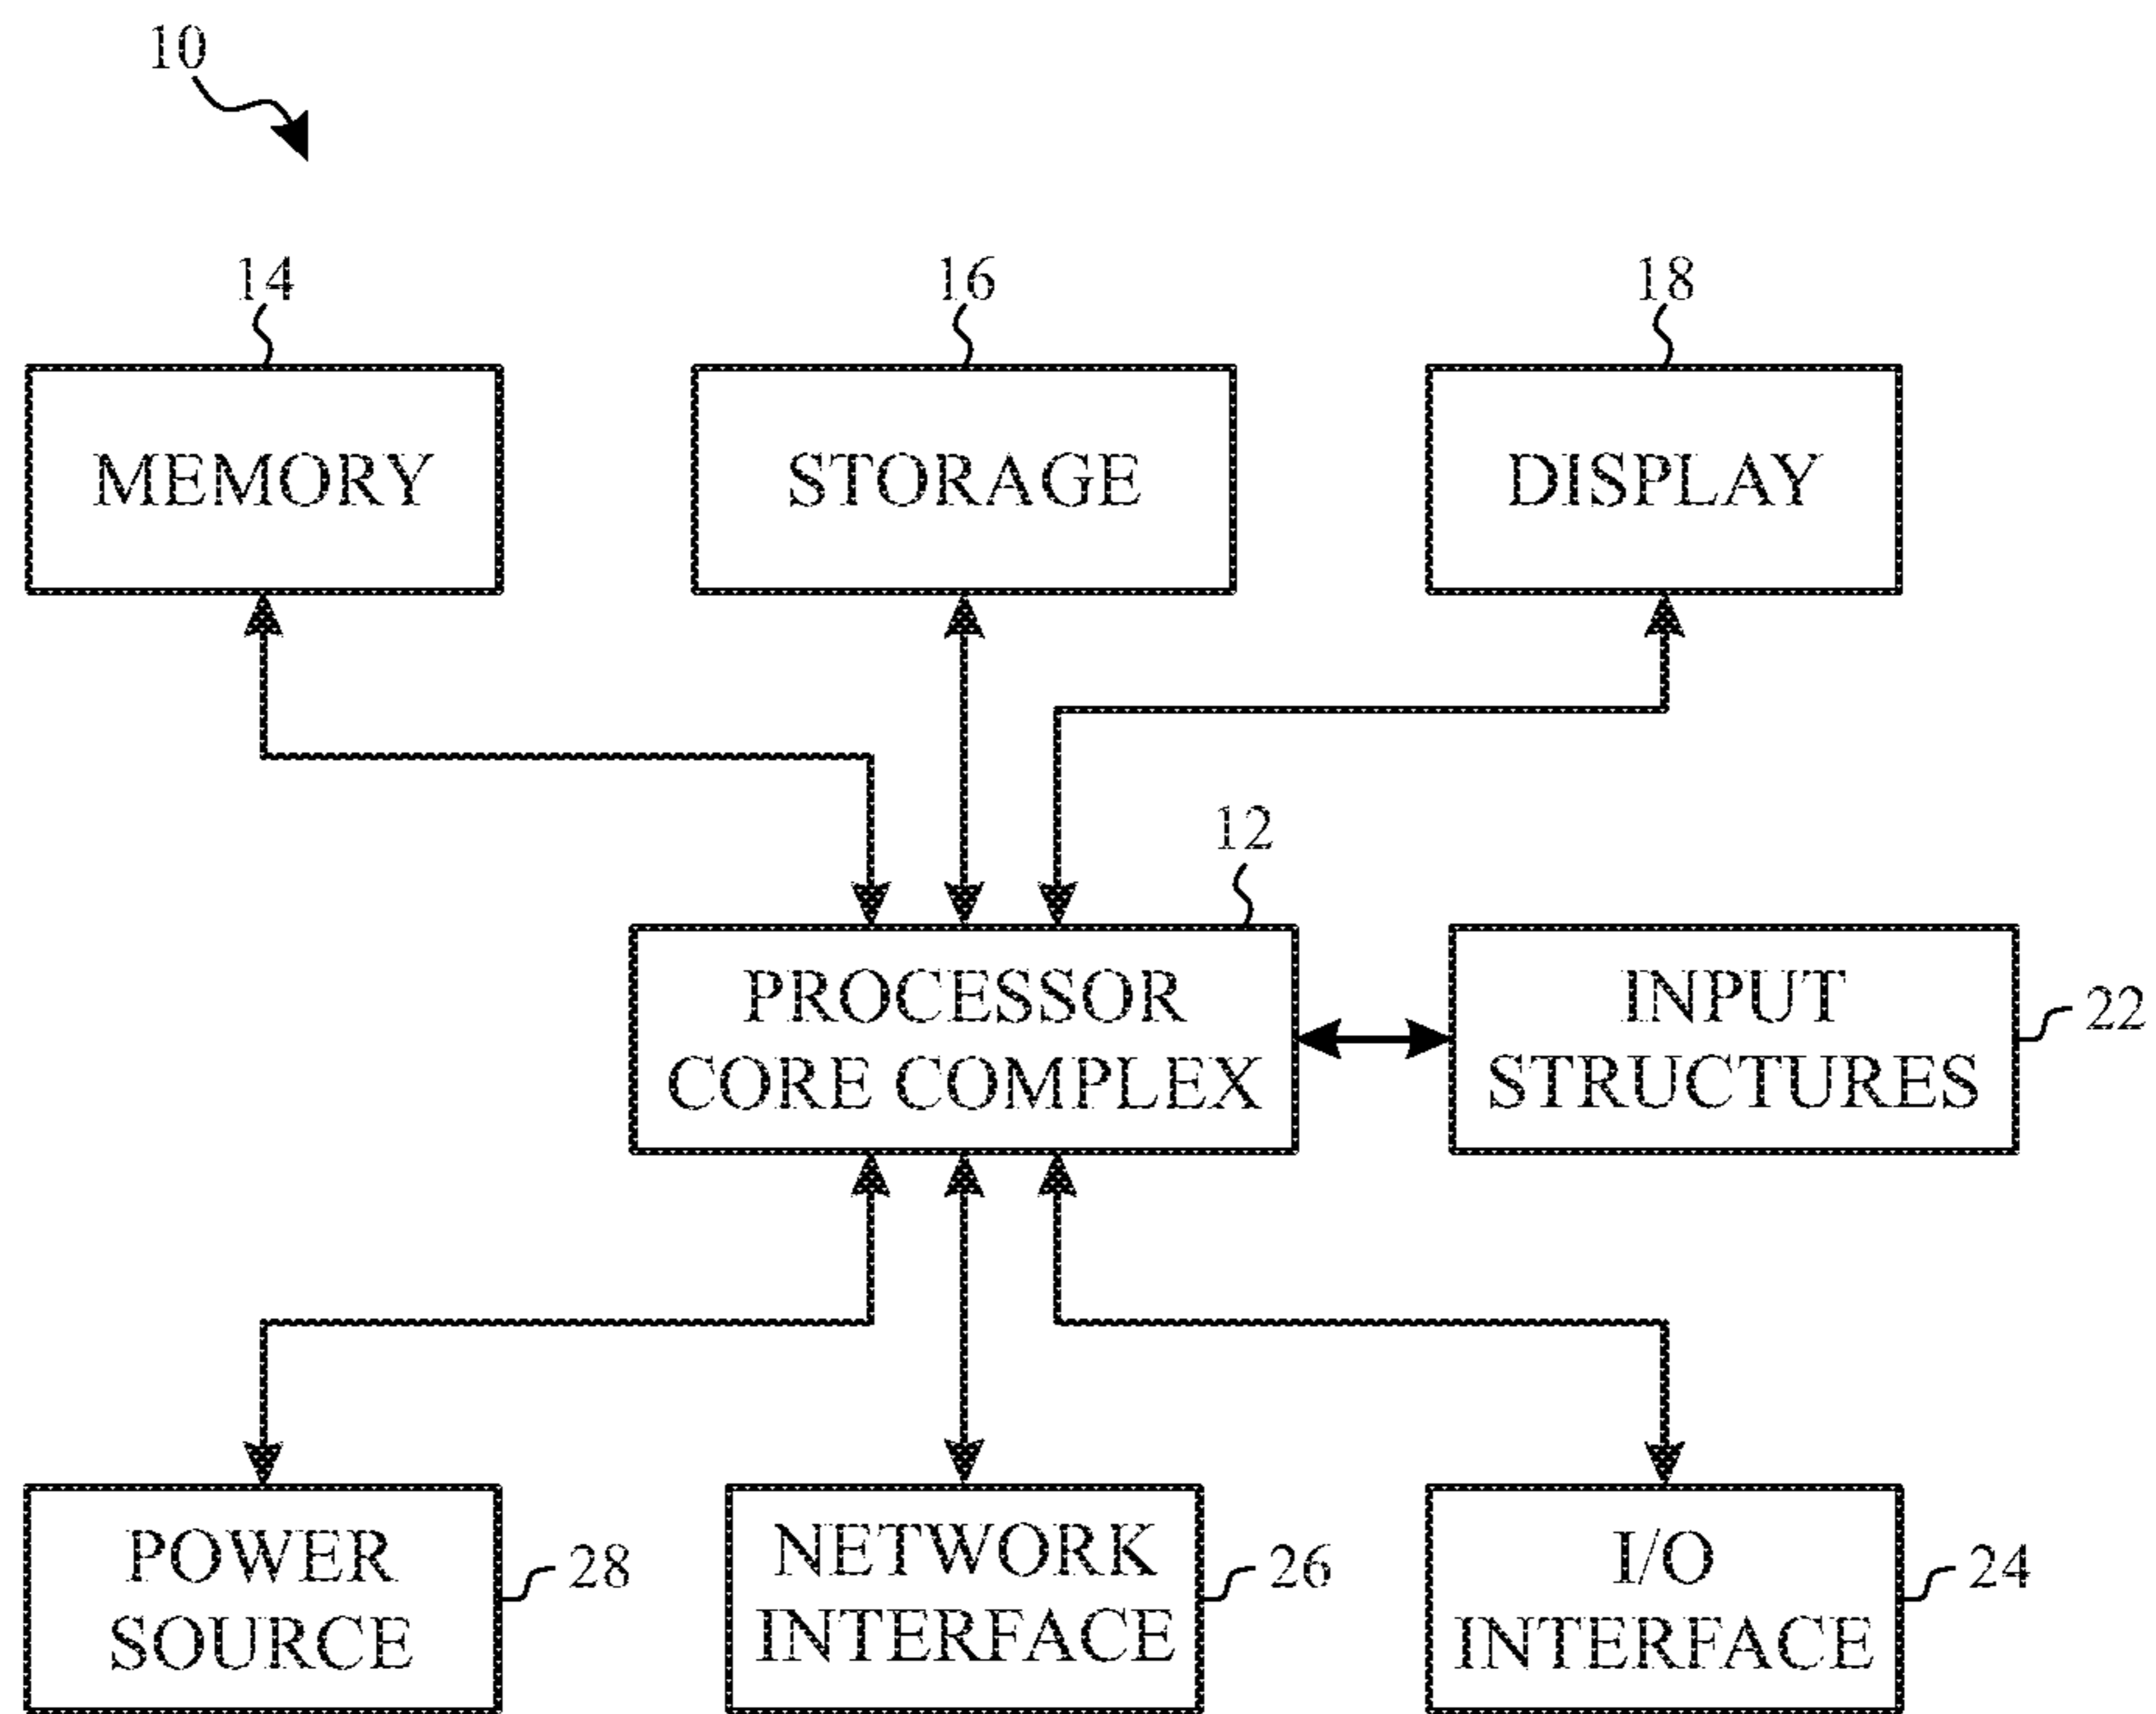 10
14
16
18
MEMORY
STORAGE
DISPLAY
12
PROCESSOR
CORE COMPLEX
INPUT
STRUCTURES
22
POWER
SOURCE
28
NETWORK
INTERFACE
26
I/O
INTERFACE
24